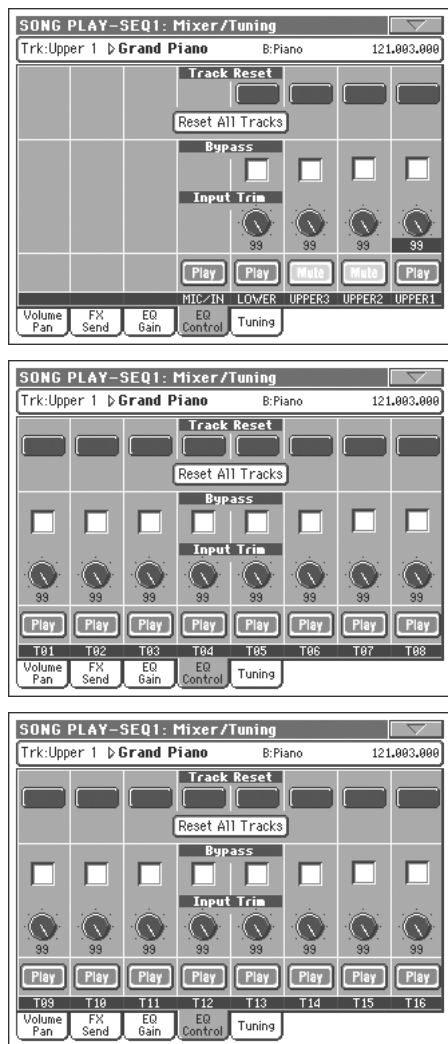 SONG PLAY-SEQ1: Mixer/Tuning
Trk:Upper 1 ▷Grand Piano B:Piano 121.003.000
Track Reset
Reset All Tracks
Bypass
Input Trim
99 99 99 99
Play Play Mute Mute Play
MIC/IN LOWER UPPER3 UPPER2 UPPER1
Volume Pan FX Send EQ Gain EQ Control Tuning
SONG PLAY-SEQ1: Mixer/Tuning
Trk:Upper 1 ▷Grand Piano B:Piano 121.003.000
Track Reset
Reset All Tracks
Bypass
Input Trim
99 99 99 99 99 99 99 99
Play Play Play Play Play Play Play Play
T01 T02 T03 T04 T05 T06 T07 T08
Volume Pan FX Send EQ Gain EQ Control Tuning
SONG PLAY-SEQ1: Mixer/Tuning
Trk:Upper 1 ▷Grand Piano B:Piano 121.003.000
Track Reset
Reset All Tracks
Bypass
Input Trim
99 99 99 99 99 99 99 99
Play Play Play Play Play Play Play Play
T09 T10 T11 T12 T13 T14 T15 T16
Volume Pan FX Send EQ Gain EQ Control Tuning